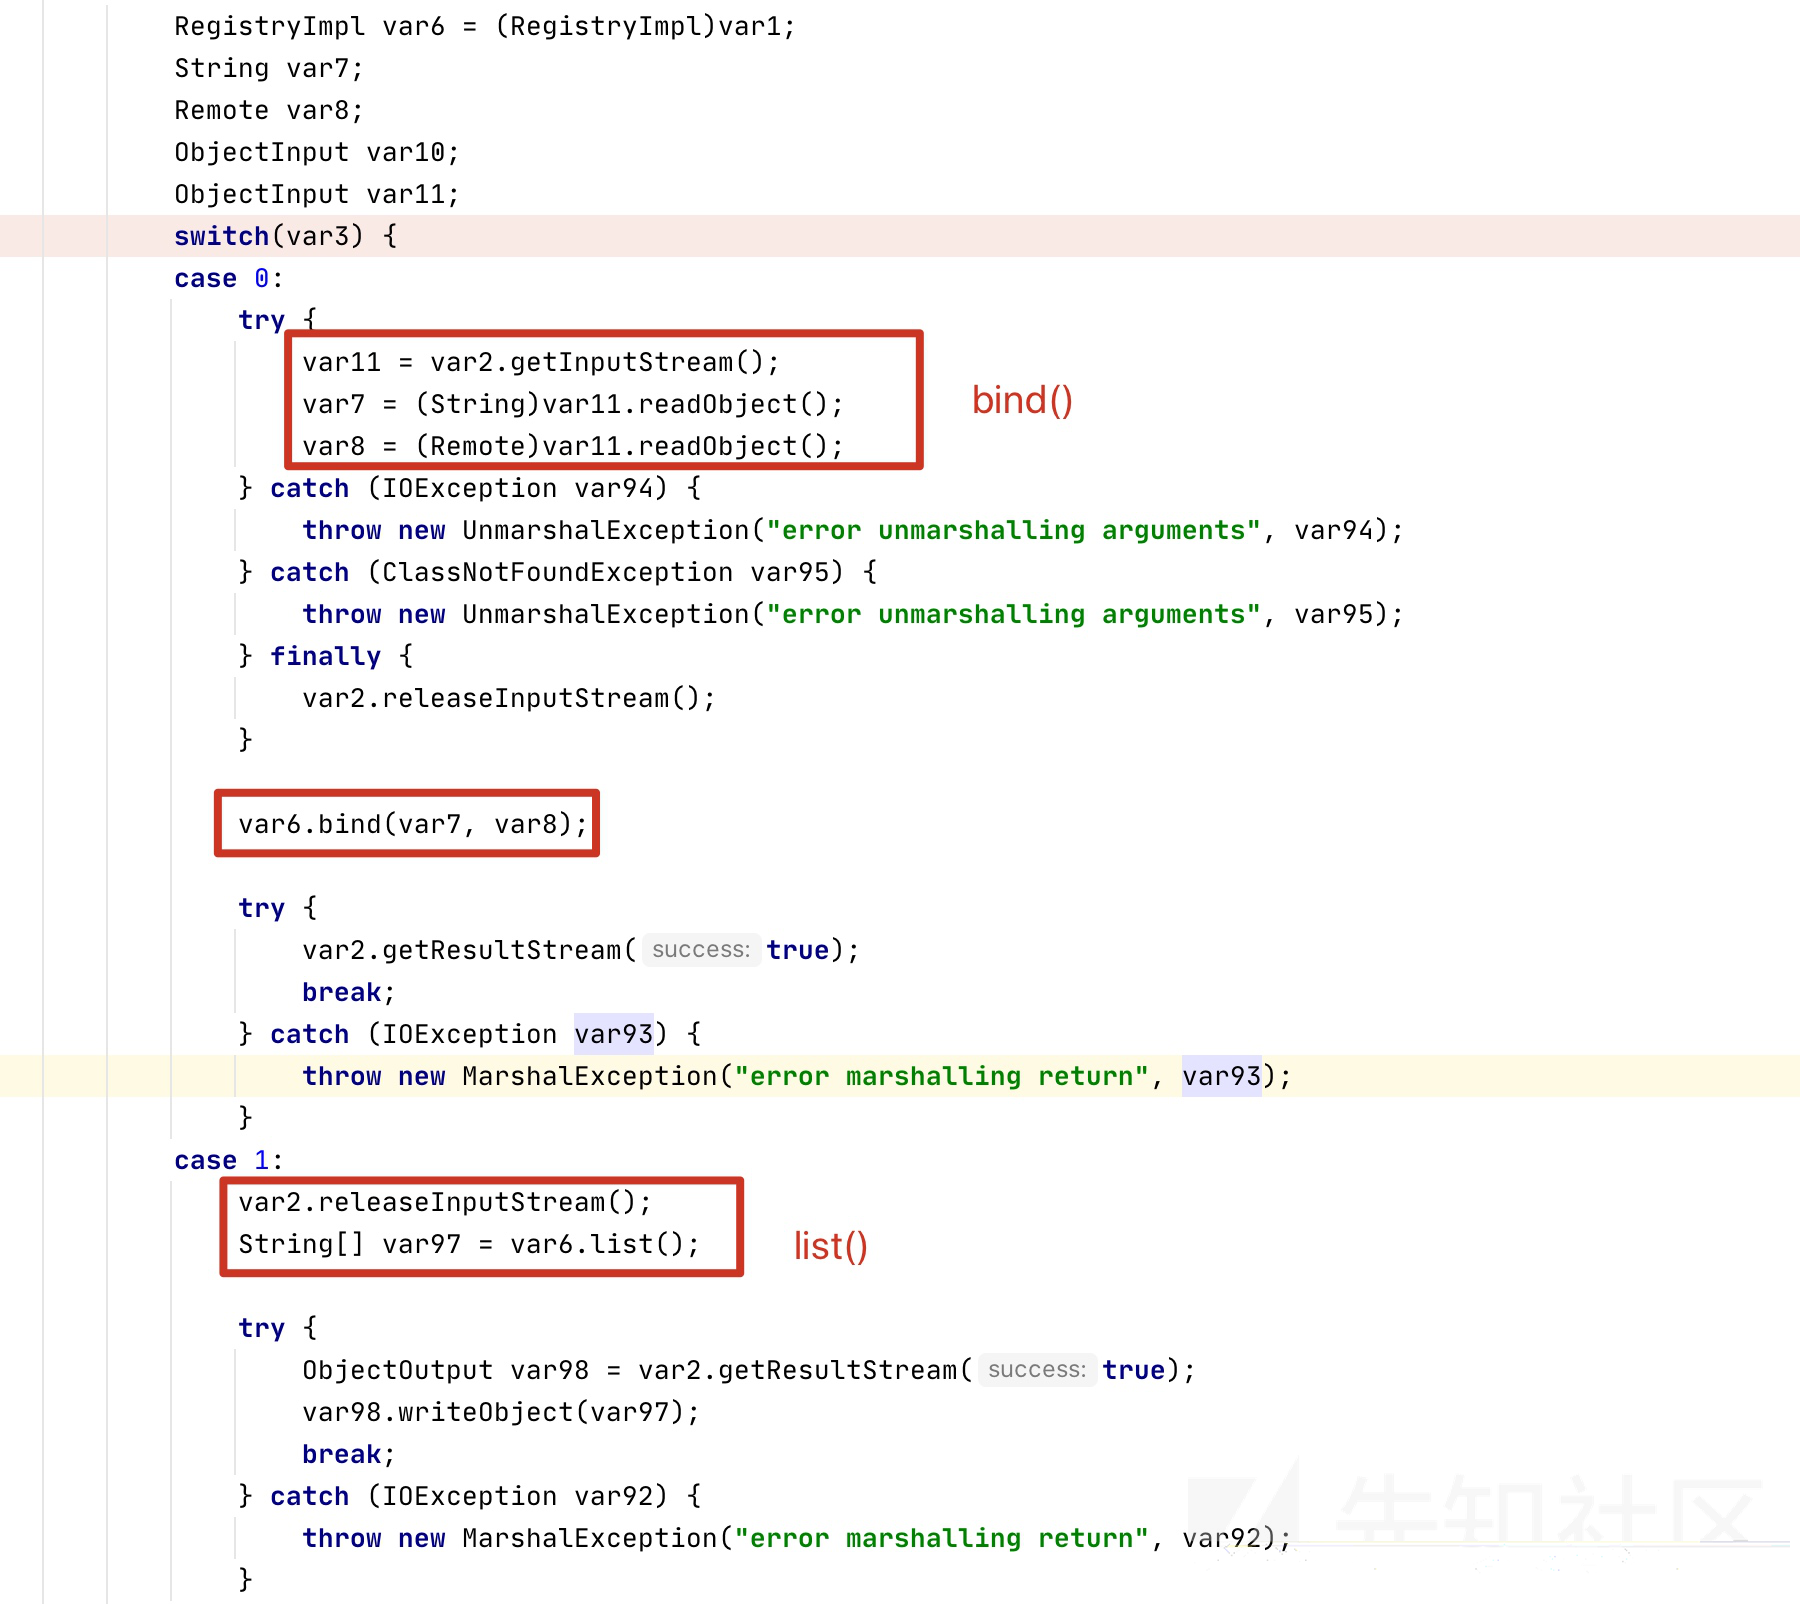 RegistryImpl var6 = (RegistryImpl)var1;
String var7;
Remote var8;
ObjectInput var10;
ObjectInput var11;
switch(var3) {
case 0:
try {
var11 = var2.getInputStream();
var7 = (String)var11.readObject();
var8 = (Remote)var11.readObject();
bind()
} catch (IOException var94) {
throw new UnmarshalException("error unmarshalling arguments", var94);
} catch (ClassNotFoundException var95) {
throw new UnmarshalException("error unmarshalling arguments", var95);
} finally {
var2.releaseInputStream();
}
var6.bind(var7, var8);
try {
var2.getResultStream( success: true);
break;
} catch (IOException var93) {
throw new MarshalException("error marshalling return", var93);
}
case 1:
var2.releaseInputStream();
String[] var97 = var6.list();
list()
try {
ObjectOutput var98 = var2.getResultStream( success: true);
var98.writeObject(var97);
break;
} catch (IOException var92) {
throw new MarshalException("error marshalling return", var92);
}
先知社区